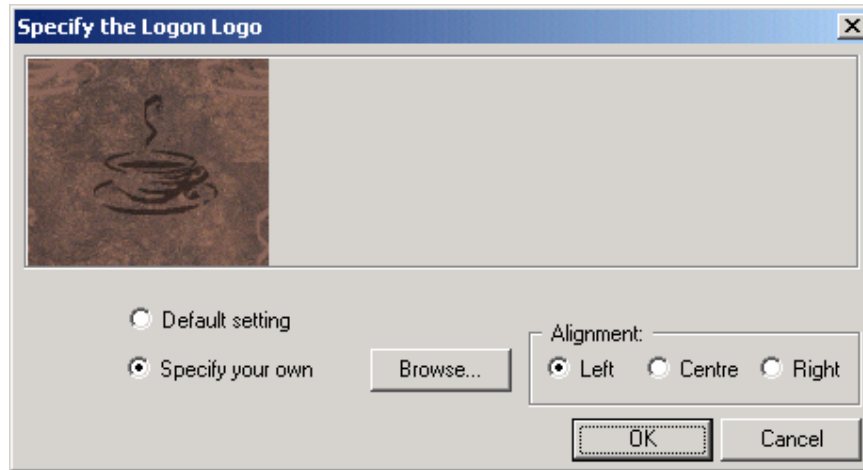 Specify the Logon Logo
Default setting
Specify your own
Browse...
Alignment:
Left Centre Right
OK Cancel